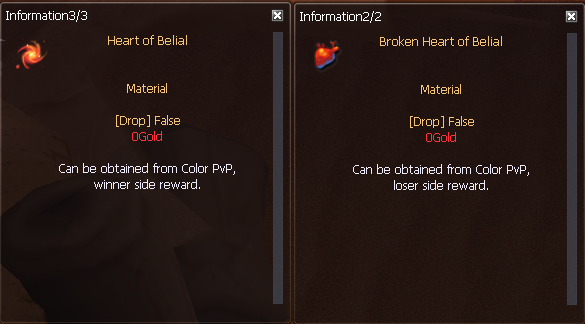 Information3/3
Heart of Belial
Material
[Drop] False
0Gold
Can be obtained from Color PvP,
winner side reward.
Information2/2
Broken Heart of Belial
Material
[Drop] False
0Gold
Can be obtained from Color PvP,
loser side reward.